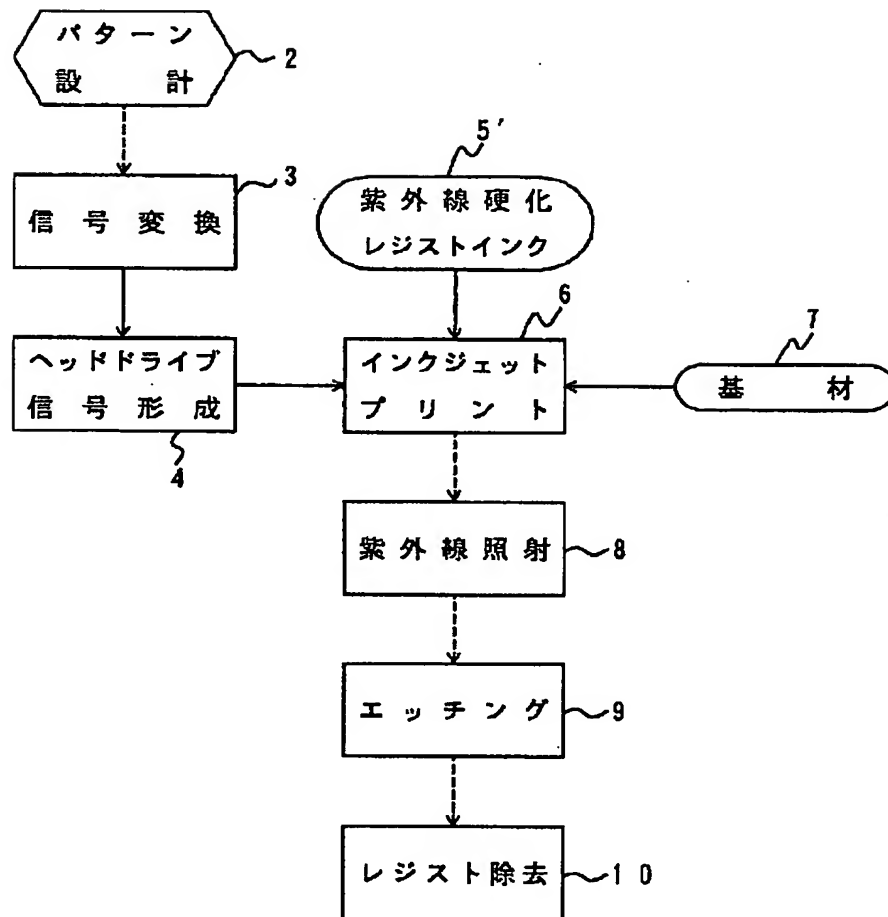 パターン
設計
2
信号変換
3
ヘッドドライブ
信号形成
4
5'
紫外線硬化
レジストインク
6
インクジェット
プリント
7
基材
紫外線照射
8
エッチング
9
レジスト除去
10